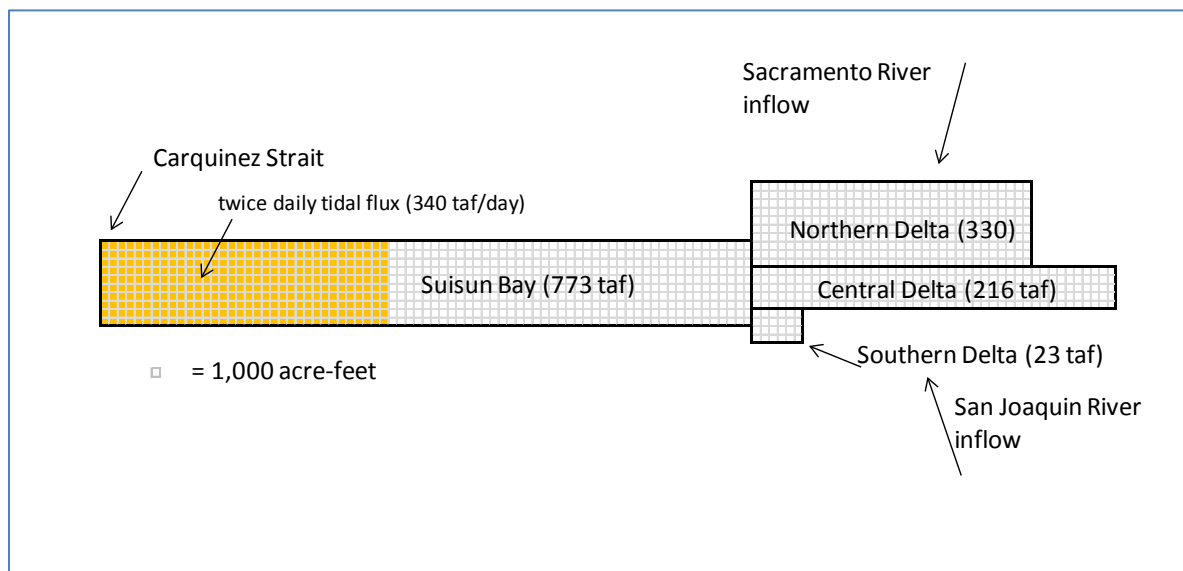 Sacramento River
inflow
Carquinez Strait
twice daily tidal flux (340 taf/day)
Northern Delta (330)
Suisun Bay (773 taf)
Central Delta (216 taf)
Southern Delta (23 taf)
= 1,000 acre-feet
San Joaquin River
inflow